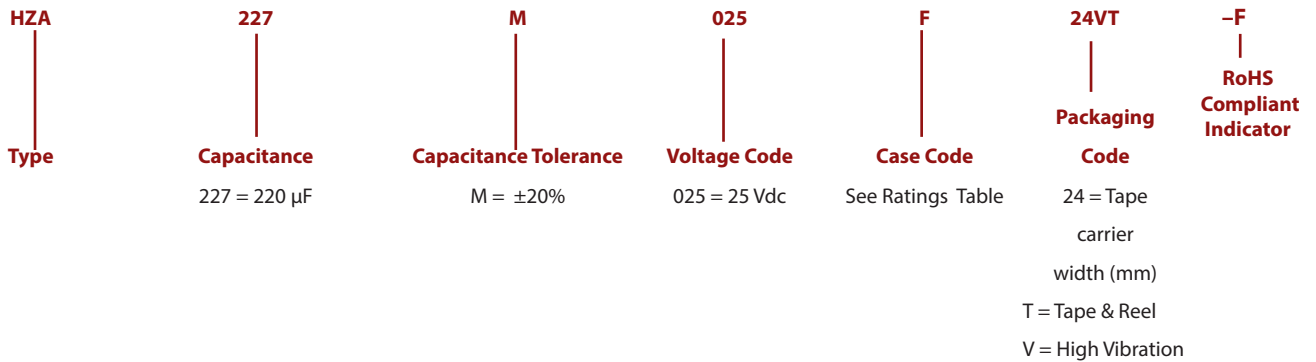 HZA 227 M 025 F 24VT –F
RoHS
Compliant
Indicator
Packaging
Type Capacitance Capacitance Tolerance Voltage Code Case Code Code
227 = 220 µF M = ±20% 025 = 25 Vdc See Ratings Table 24 = Tape
carrier
width (mm)
T = Tape & Reel
V = High Vibration